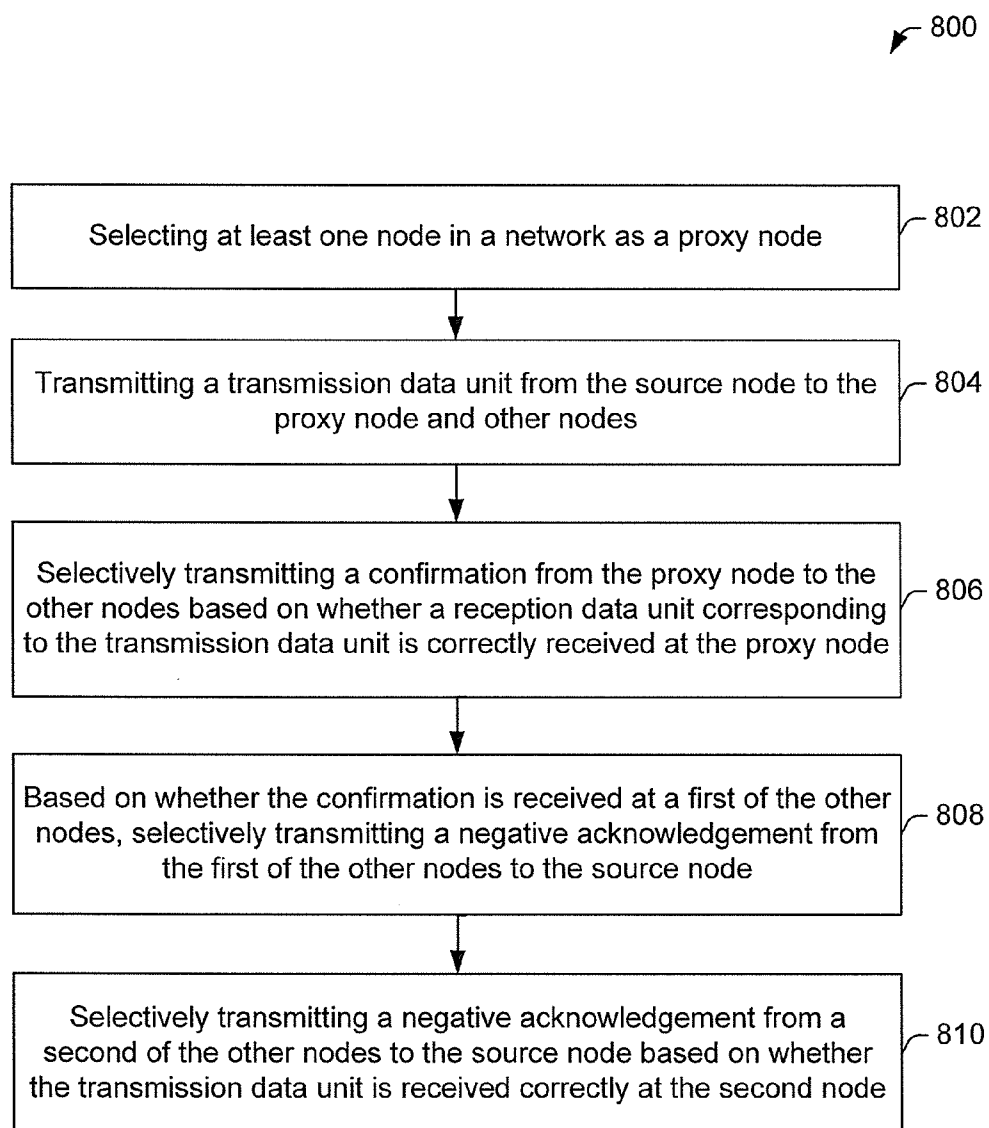 800
Selecting at least one node in a network as a proxy node
802
Transmitting a transmission data unit from the source node to the
proxy node and other nodes
804
Selectively transmitting a confirmation from the proxy node to the
other nodes based on whether a reception data unit corresponding
to the transmission data unit is correctly received at the proxy node
806
Based on whether the confirmation is received at a first of the other
nodes, selectively transmitting a negative acknowledgement from
the first of the other nodes to the source node
808
Selectively transmitting a negative acknowledgement from a
second of the other nodes to the source node based on whether
the transmission data unit is received correctly at the second node
810